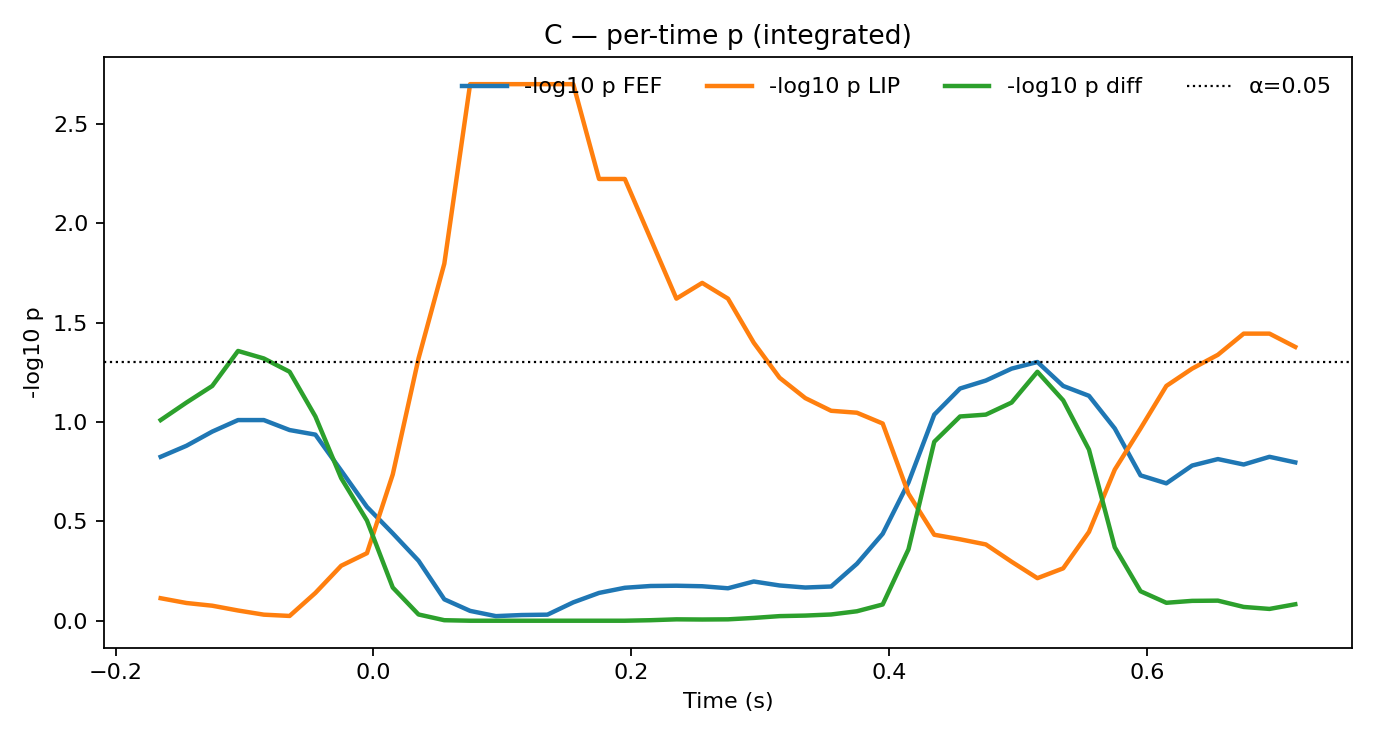 C — per-time p (integrated)
-log10 p FEF
-log10 p LIP
-log10 p diff
α=0.05
-log10 p
2.5
2.0
1.5
1.0
0.5
0.0
−0.2
0.0
0.2
0.4
0.6
Time (s)